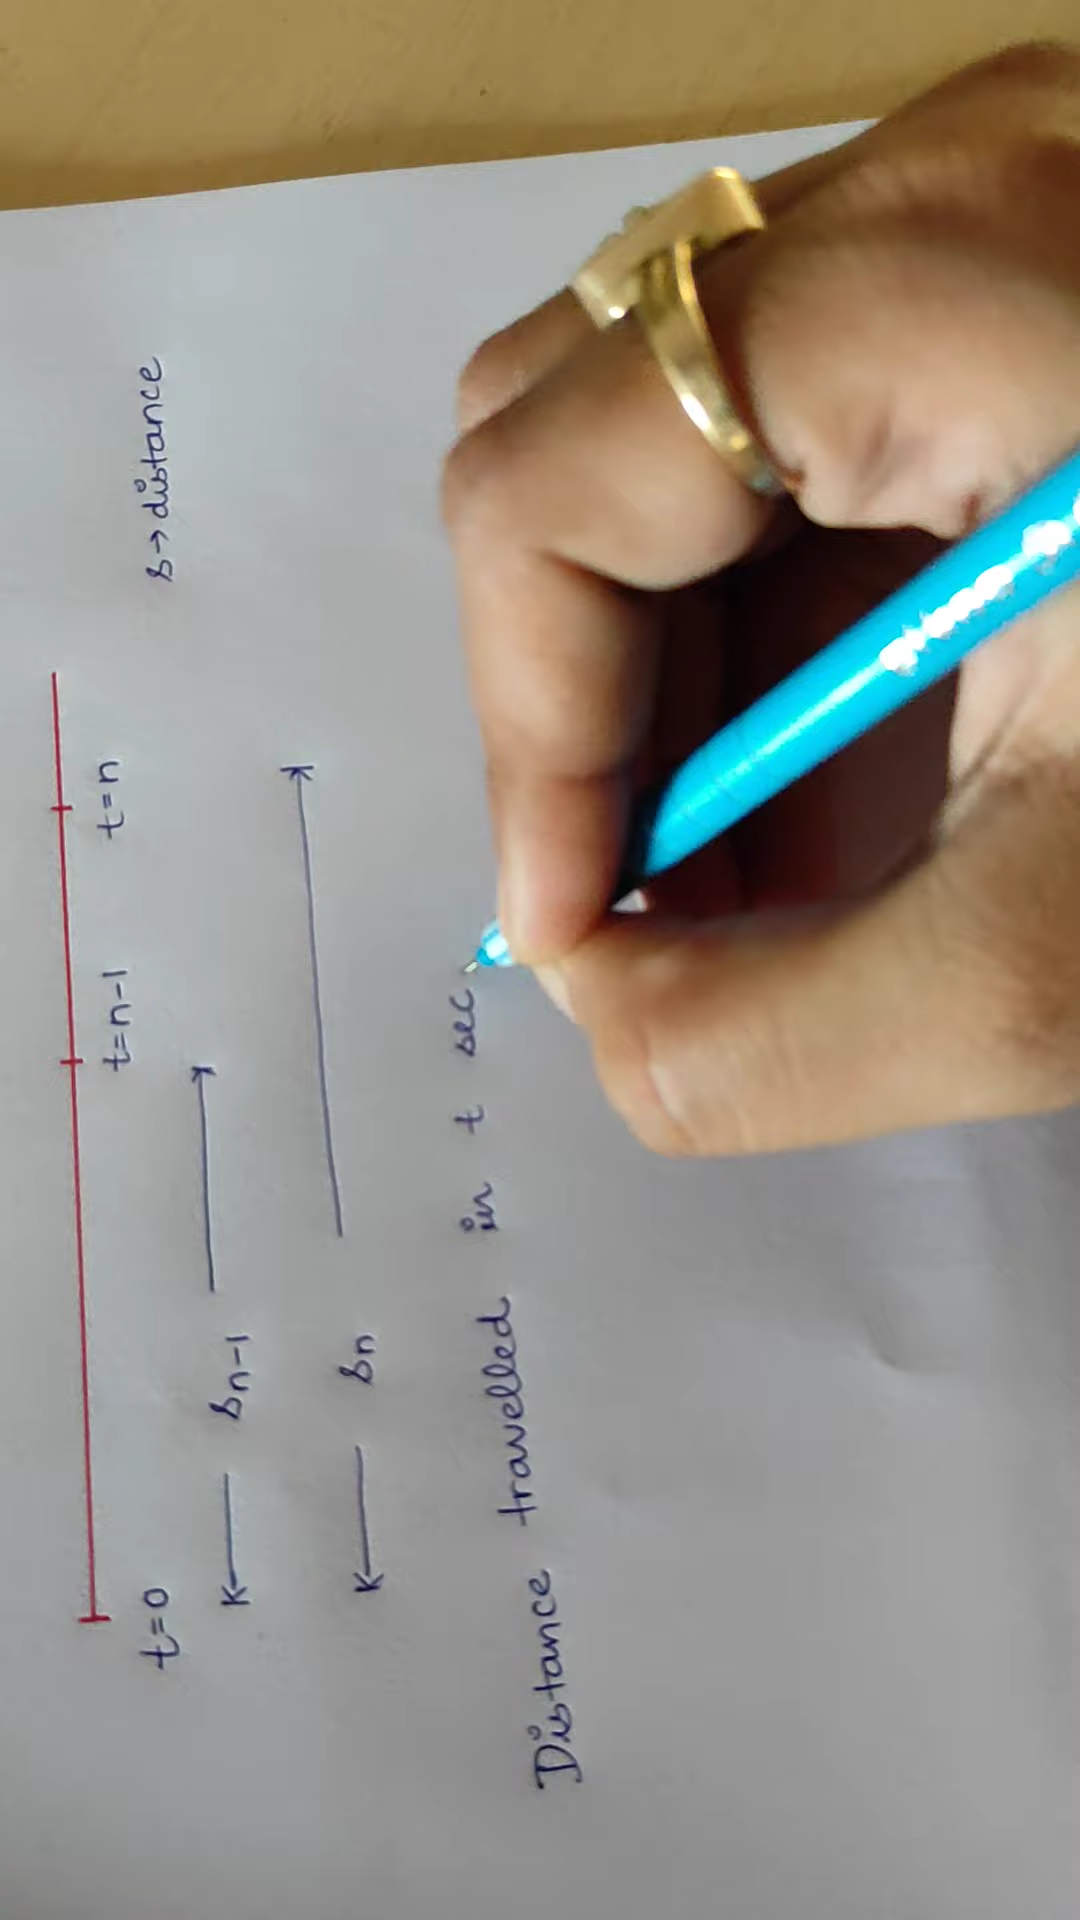 t=0 t=n-1 t=n
s→distance
Sn-1
Sn
Distance travelled in t sec